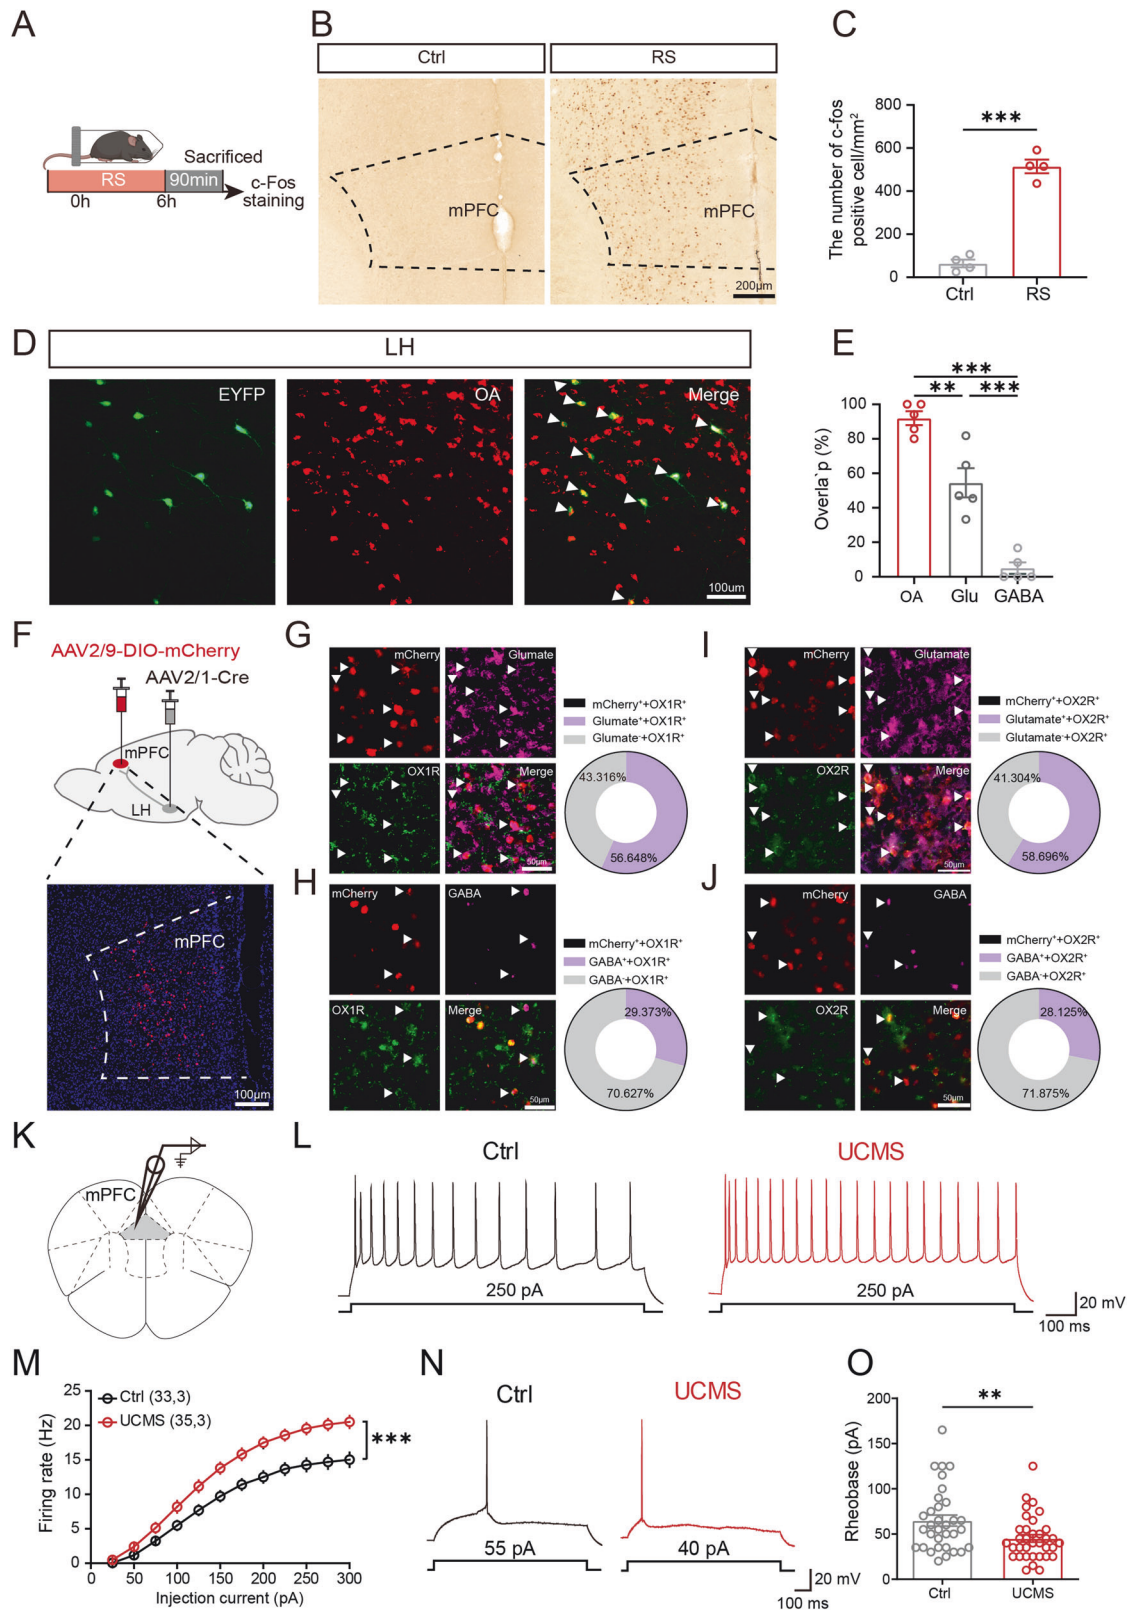 A
Sacrificed
RS
90min
0h
6h
c-Fos
staining
B
Ctrl
RS
mPFC
mPFC
200μm
C
The number of c-fos
positive cell/mm²
800
600
400
200
0
***
Ctrl
RS
D
LH
EYFP
OA
Merge
100um
E
Overla`p (%)
100
80
60
40
20
0
***
**
***
OA
Glu
GABA
F
AAV2/9-DIO-mCherry
AAV2/1-Cre
mPFC
LH
mPFC
100μm
G
mCherry
Glumate
OX1R
Merge
50μm
mCherry⁺+OX1R⁺
Glumate⁺+OX1R⁺
Glumate⁻+OX1R⁺
43.316%
56.648%
H
mCherry
GABA
OX1R
Merge
50μm
mCherry⁺+OX1R⁺
GABA⁺+OX1R⁺
GABA⁻+OX1R⁺
29.373%
70.627%
I
mCherry
Glutamate
OX2R
Merge
50μm
mCherry⁺+OX2R⁺
Glutamate⁺+OX2R⁺
Glutamate⁻+OX2R⁺
41.304%
58.696%
J
mCherry
GABA
OX2R
Merge
50μm
mCherry⁺+OX2R⁺
GABA⁺+OX2R⁺
GABA⁻+OX2R⁺
28.125%
71.875%
K
mPFC
L
Ctrl
UCMS
250 pA
250 pA
20 mV
100 ms
M
Firing rate (Hz)
25
20
15
10
5
0
Ctrl (33,3)
UCMS (35,3)
***
0 50 100 150 200 250 300
Injection current (pA)
N
Ctrl
UCMS
55 pA
40 pA
20 mV
100 ms
O
Rheobase (pA)
200
150
100
50
0
**
Ctrl
UCMS